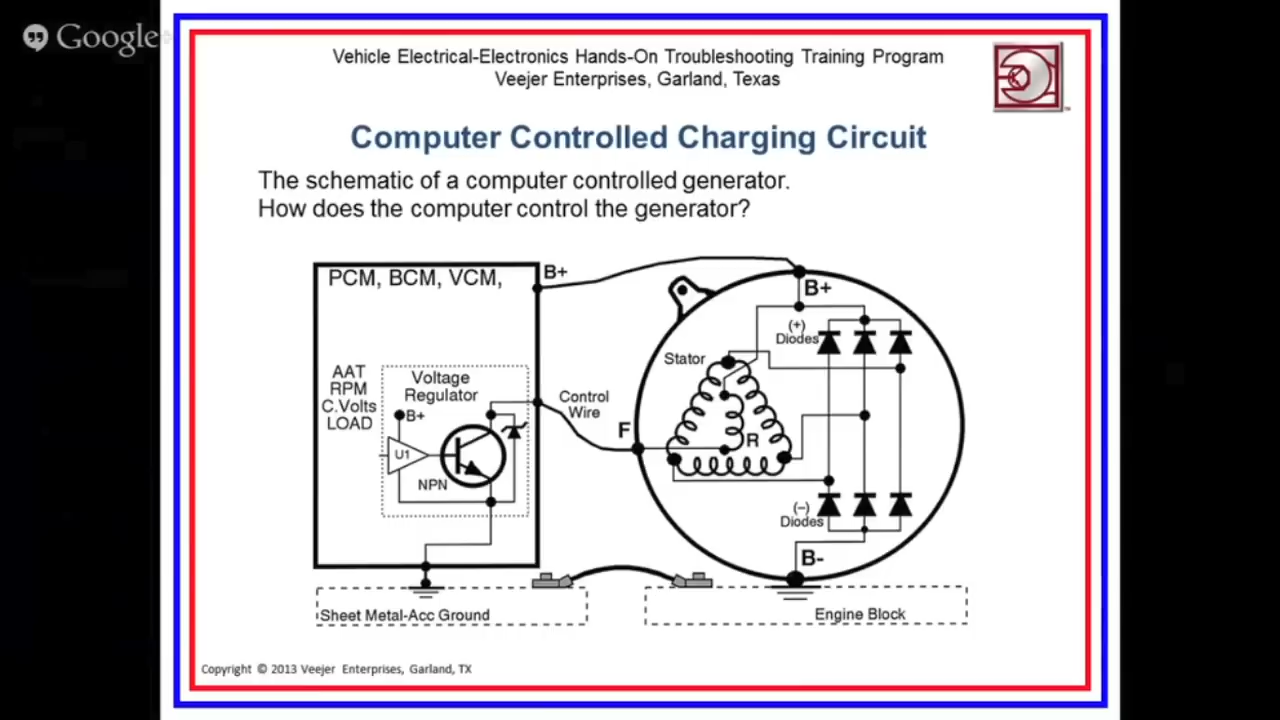 Google+
Vehicle Electrical-Electronics Hands-On Troubleshooting Training Program
Veejer Enterprises, Garland, Texas
Computer Controlled Charging Circuit
The schematic of a computer controlled generator.
How does the computer control the generator?
PCM, BCM, VCM,
B+
B+
(+)
Diodes
Stator
AAT
RPM
C.Volts
LOAD
Voltage
Regulator
B+
U1
NPN
Control
Wire
F
R
(–)
Diodes
B-
Sheet Metal-Acc Ground
Engine Block
Copyright © 2013 Veejer Enterprises, Garland, TX